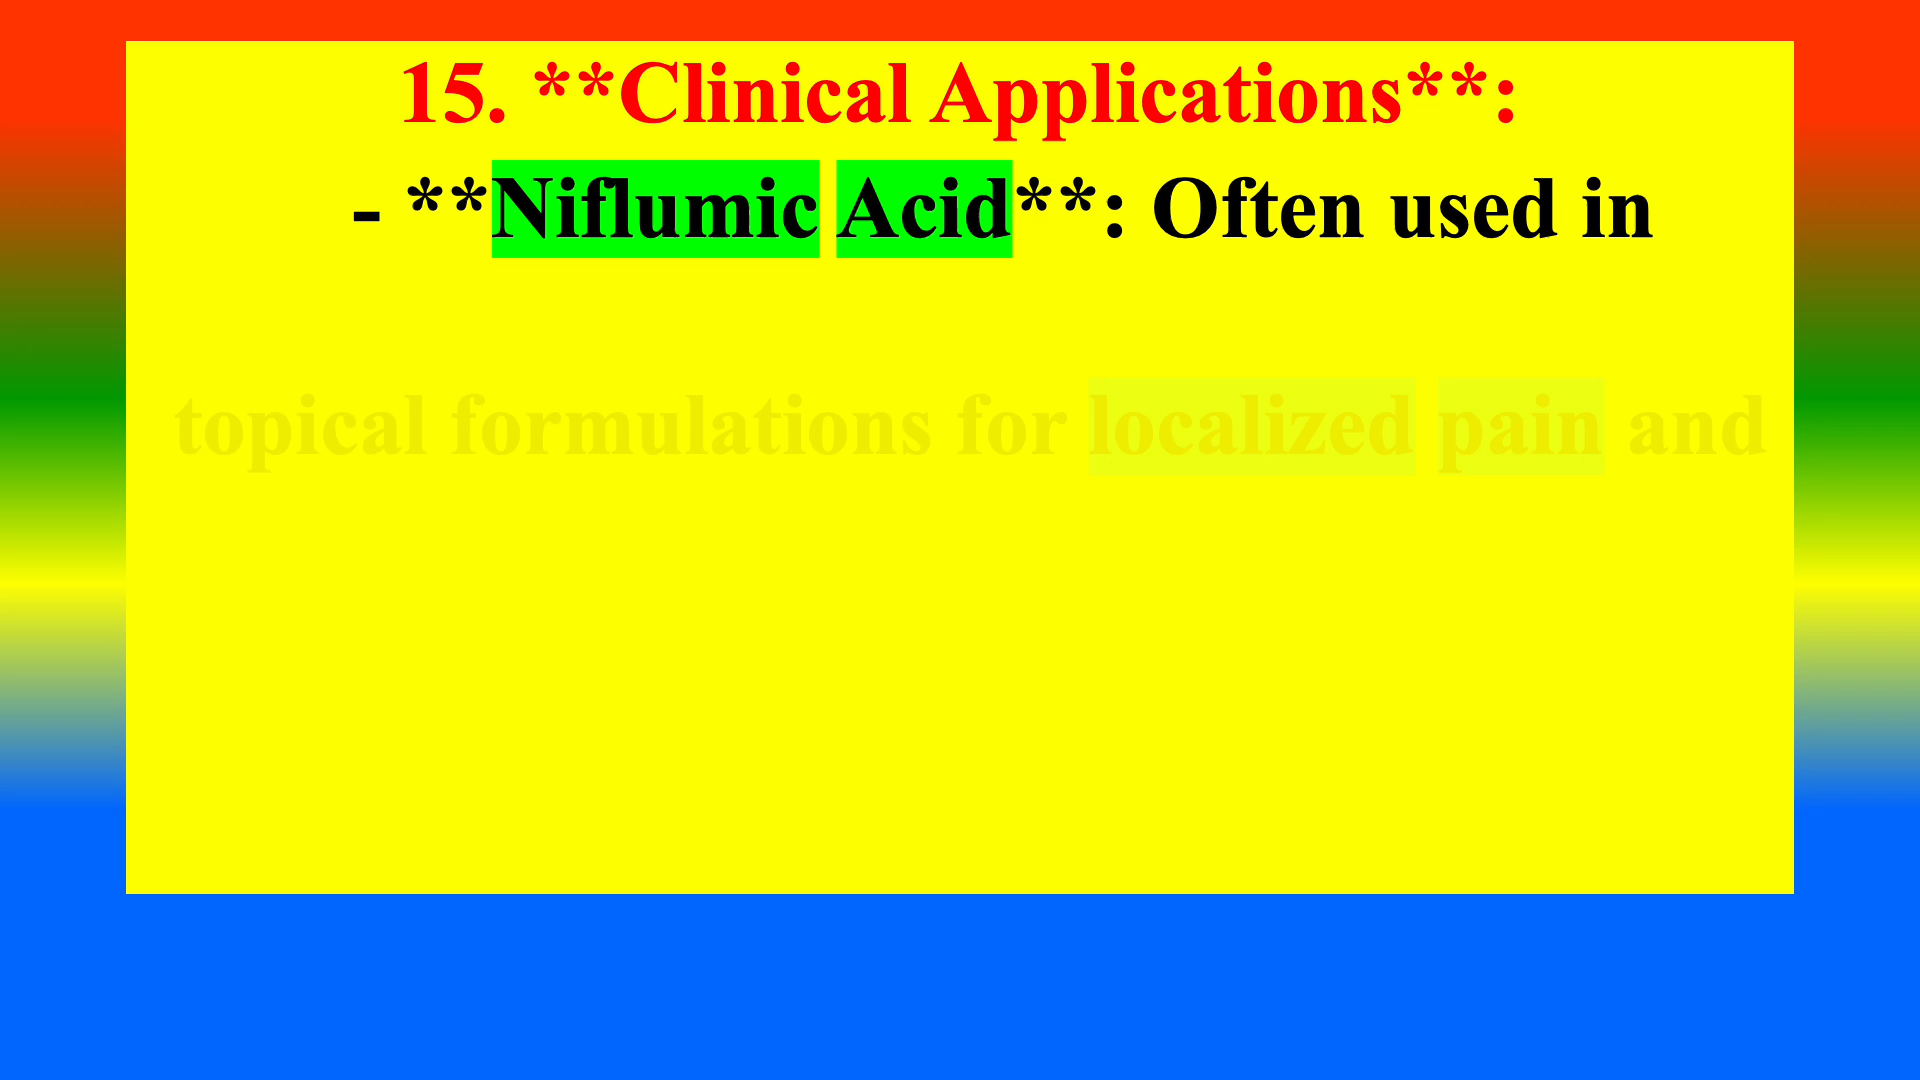 15. **Clinical Applications**:
- **Niflumic Acid**: Often used in
topical formulations for localized pain and